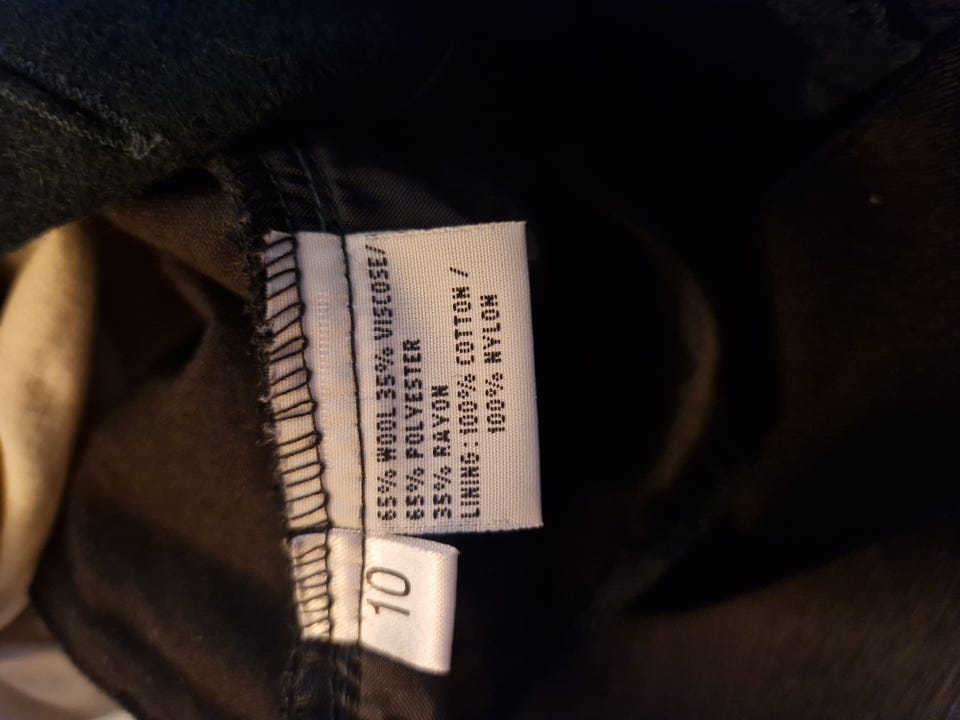 65% WOOL 35% VISCOSE/
65% POLYESTER
35% RAYON
LINING: 100% COTTON /
100% NYLON
10